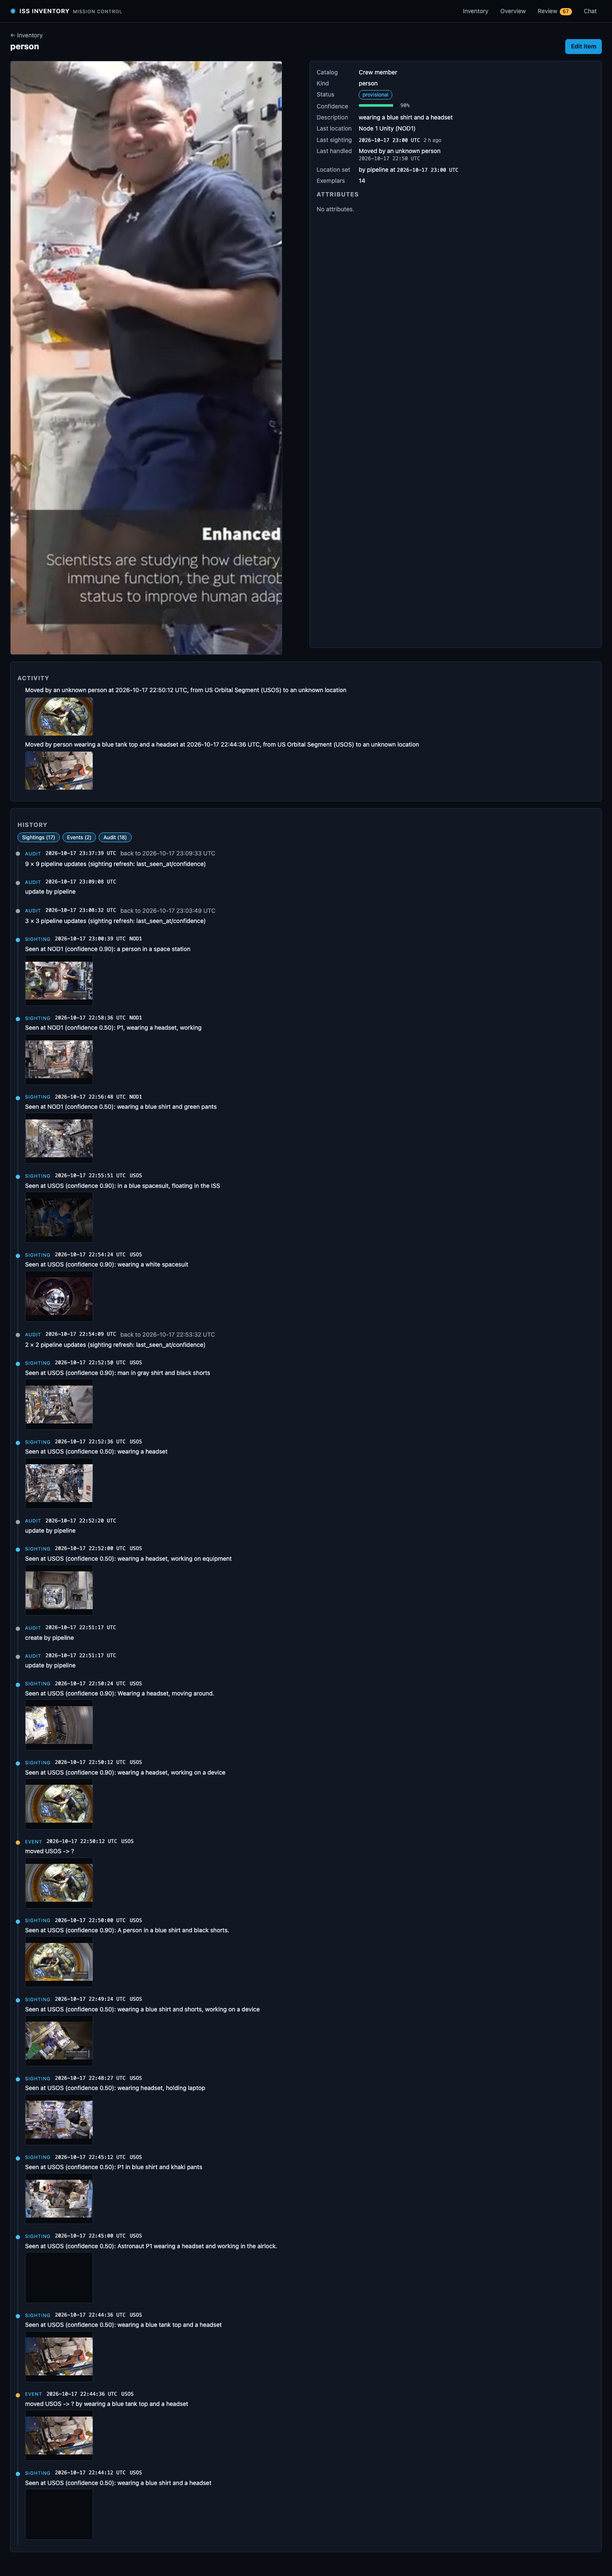 ISS INVENTORY MISSION CONTROL
Inventory Overview Review 67 Chat
← Inventory
person
Edit item
Enhanced
Scientists are studying how dietary
immune function, the gut microb
status to improve human adap
Catalog Crew member
Kind person
Status provisional
Confidence 90%
Description wearing a blue shirt and a headset
Last location Node 1 Unity (NOD1)
Last sighting 2026-10-17 23:00 UTC 2 h ago
Last handled Moved by an unknown person
2026-10-17 22:50 UTC
Location set by pipeline at 2026-10-17 23:00 UTC
Exemplars 14
ATTRIBUTES
No attributes.
ACTIVITY
Moved by an unknown person at 2026-10-17 22:50:12 UTC, from US Orbital Segment (USOS) to an unknown location
Moved by person wearing a blue tank top and a headset at 2026-10-17 22:44:36 UTC, from US Orbital Segment (USOS) to an unknown location
HISTORY
Sightings (17) Events (2) Audit (18)
AUDIT 2026-10-17 23:37:39 UTC back to 2026-10-17 23:09:33 UTC
9 × 9 pipeline updates (sighting refresh: last_seen_at/confidence)
AUDIT 2026-10-17 23:09:08 UTC
update by pipeline
AUDIT 2026-10-17 23:08:32 UTC back to 2026-10-17 23:03:49 UTC
3 × 3 pipeline updates (sighting refresh: last_seen_at/confidence)
SIGHTING 2026-10-17 23:00:39 UTC NOD1
Seen at NOD1 (confidence 0.90): a person in a space station
SIGHTING 2026-10-17 22:58:36 UTC NOD1
Seen at NOD1 (confidence 0.50): P1, wearing a headset, working
SIGHTING 2026-10-17 22:56:48 UTC NOD1
Seen at NOD1 (confidence 0.50): wearing a blue shirt and green pants
SIGHTING 2026-10-17 22:55:51 UTC USOS
Seen at USOS (confidence 0.90): in a blue spacesuit, floating in the ISS
SIGHTING 2026-10-17 22:54:24 UTC USOS
Seen at USOS (confidence 0.90): wearing a white spacesuit
AUDIT 2026-10-17 22:54:09 UTC back to 2026-10-17 22:53:32 UTC
2 × 2 pipeline updates (sighting refresh: last_seen_at/confidence)
SIGHTING 2026-10-17 22:52:50 UTC USOS
Seen at USOS (confidence 0.90): man in gray shirt and black shorts
SIGHTING 2026-10-17 22:52:36 UTC USOS
Seen at USOS (confidence 0.50): wearing a headset
AUDIT 2026-10-17 22:52:20 UTC
update by pipeline
SIGHTING 2026-10-17 22:52:00 UTC USOS
Seen at USOS (confidence 0.50): wearing a headset, working on equipment
AUDIT 2026-10-17 22:51:17 UTC
create by pipeline
AUDIT 2026-10-17 22:51:17 UTC
update by pipeline
SIGHTING 2026-10-17 22:50:24 UTC USOS
Seen at USOS (confidence 0.90): Wearing a headset, moving around.
SIGHTING 2026-10-17 22:50:12 UTC USOS
Seen at USOS (confidence 0.90): wearing a headset, working on a device
EVENT 2026-10-17 22:50:12 UTC USOS
moved USOS -> ?
SIGHTING 2026-10-17 22:50:00 UTC USOS
Seen at USOS (confidence 0.90): A person in a blue shirt and black shorts.
SIGHTING 2026-10-17 22:49:24 UTC USOS
Seen at USOS (confidence 0.50): wearing a blue shirt and shorts, working on a device
SIGHTING 2026-10-17 22:48:27 UTC USOS
Seen at USOS (confidence 0.50): wearing headset, holding laptop
SIGHTING 2026-10-17 22:45:12 UTC USOS
Seen at USOS (confidence 0.50): P1 in blue shirt and khaki pants
SIGHTING 2026-10-17 22:45:00 UTC USOS
Seen at USOS (confidence 0.50): Astronaut P1 wearing a headset and working in the airlock.
SIGHTING 2026-10-17 22:44:36 UTC USOS
Seen at USOS (confidence 0.50): wearing a blue tank top and a headset
EVENT 2026-10-17 22:44:36 UTC USOS
moved USOS -> ? by wearing a blue tank top and a headset
SIGHTING 2026-10-17 22:44:12 UTC USOS
Seen at USOS (confidence 0.50): wearing a blue shirt and a headset